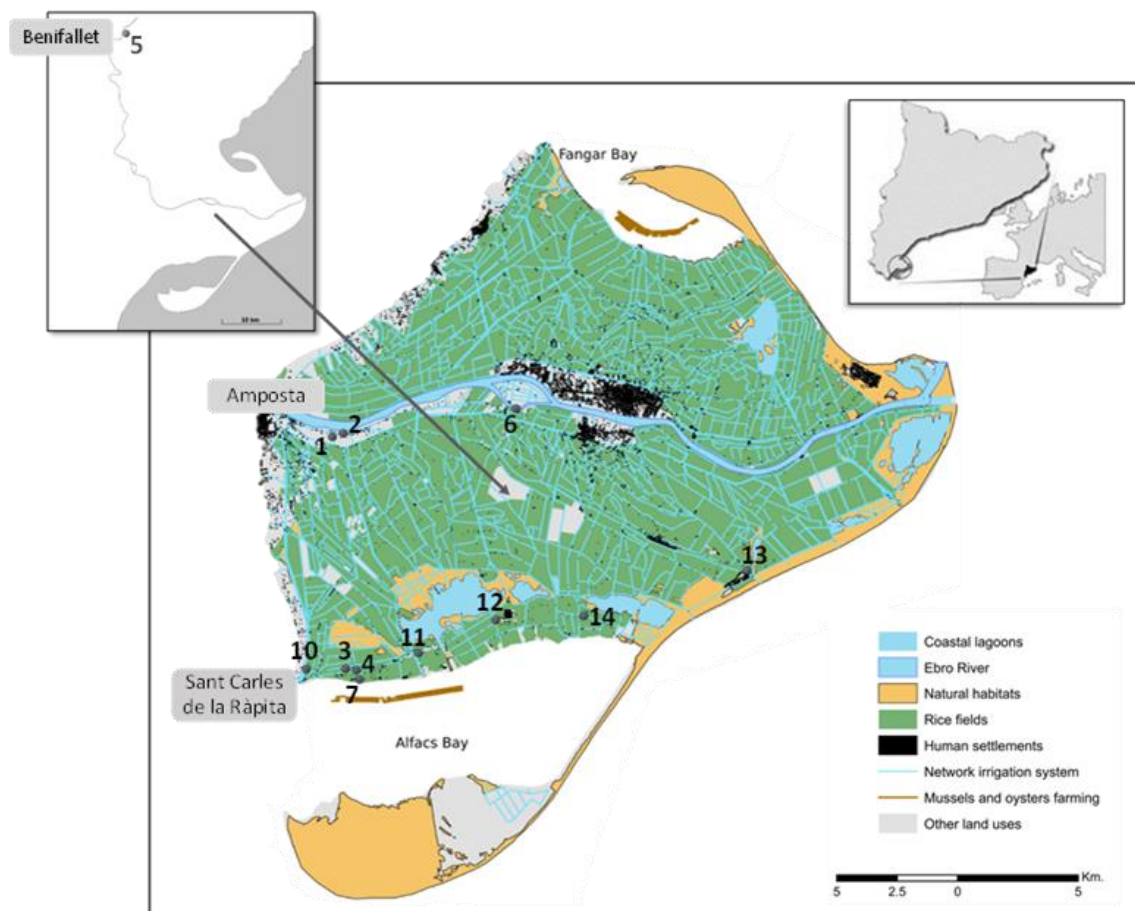 Benifallet
5
10 km
Fangar Bay
Amposta
1
2
6
13
12
14
10
3
4
11
7
Sant Carles
de la Ràpita
Alfacs Bay
Coastal lagoons
Ebro River
Natural habitats
Rice fields
Human settlements
Network irrigation system
Mussels and oysters farming
Other land uses
Km.
5
2.5
0
5